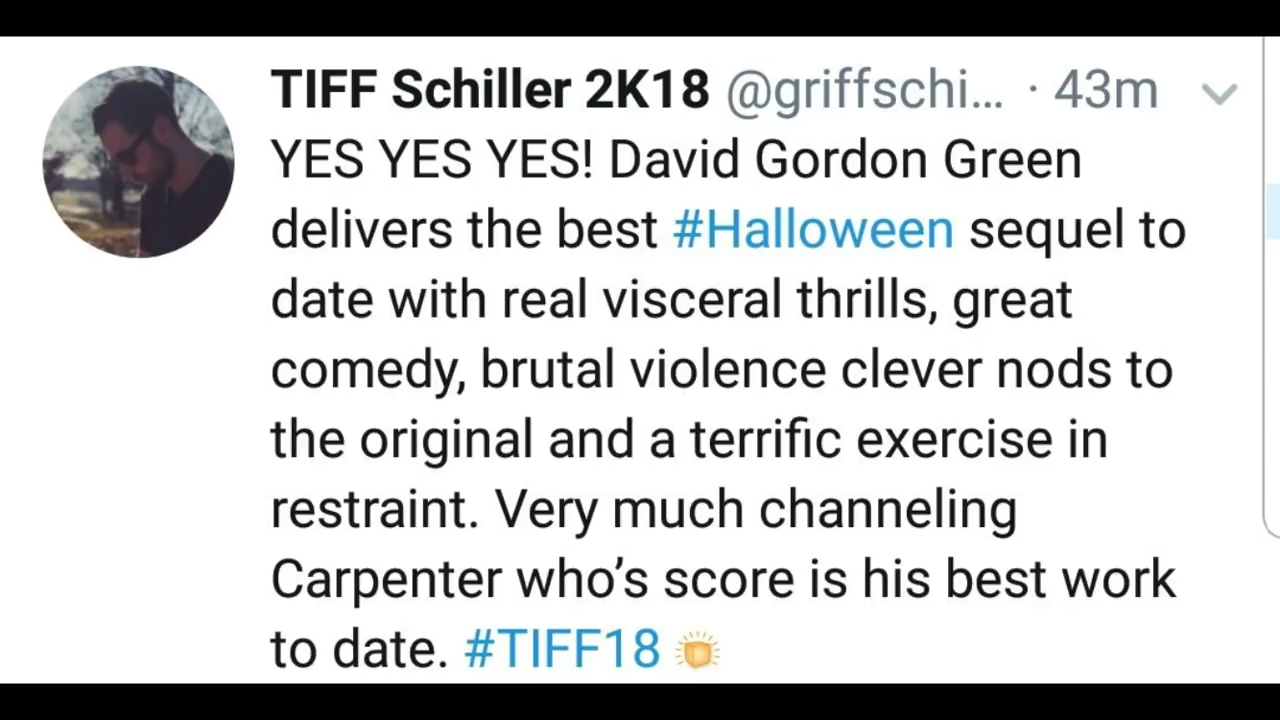 TIFF Schiller 2K18 @griffschi... · 43m
YES YES YES! David Gordon Green
delivers the best #Halloween sequel to
date with real visceral thrills, great
comedy, brutal violence clever nods to
the original and a terrific exercise in
restraint. Very much channeling
Carpenter who's score is his best work
to date. #TIFF18